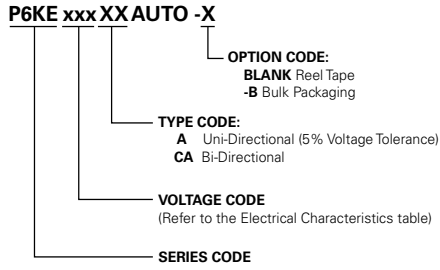 P6KE xxx XX AUTO -X
OPTION CODE:
BLANK Reel Tape
-B Bulk Packaging
TYPE CODE:
A Uni-Directional (5% Voltage Tolerance)
CA Bi-Directional
VOLTAGE CODE
(Refer to the Electrical Characteristics table)
SERIES CODE